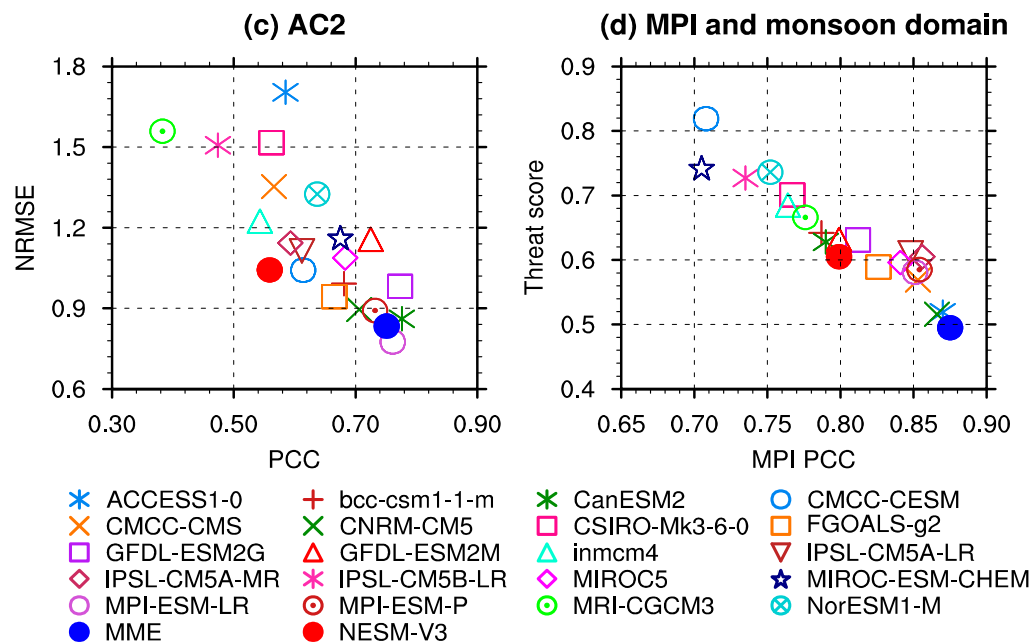 (c) AC2
(d) MPI and monsoon domain
1.8
1.5
1.2
0.9
0.6
NRMSE
0.30
0.50
0.70
0.90
PCC
0.9
0.8
0.7
0.6
0.5
0.4
Threat score
0.65
0.70
0.75
0.80
0.85
0.90
MPI PCC
ACCESS1-0
bcc-csm1-1-m
CanESM2
CMCC-CESM
CMCC-CMS
CNRM-CM5
CSIRO-Mk3-6-0
FGOALS-g2
GFDL-ESM2G
GFDL-ESM2M
inmcm4
IPSL-CM5A-LR
IPSL-CM5A-MR
IPSL-CM5B-LR
MIROC5
MIROC-ESM-CHEM
MPI-ESM-LR
MPI-ESM-P
MRI-CGCM3
NorESM1-M
MME
NESM-V3